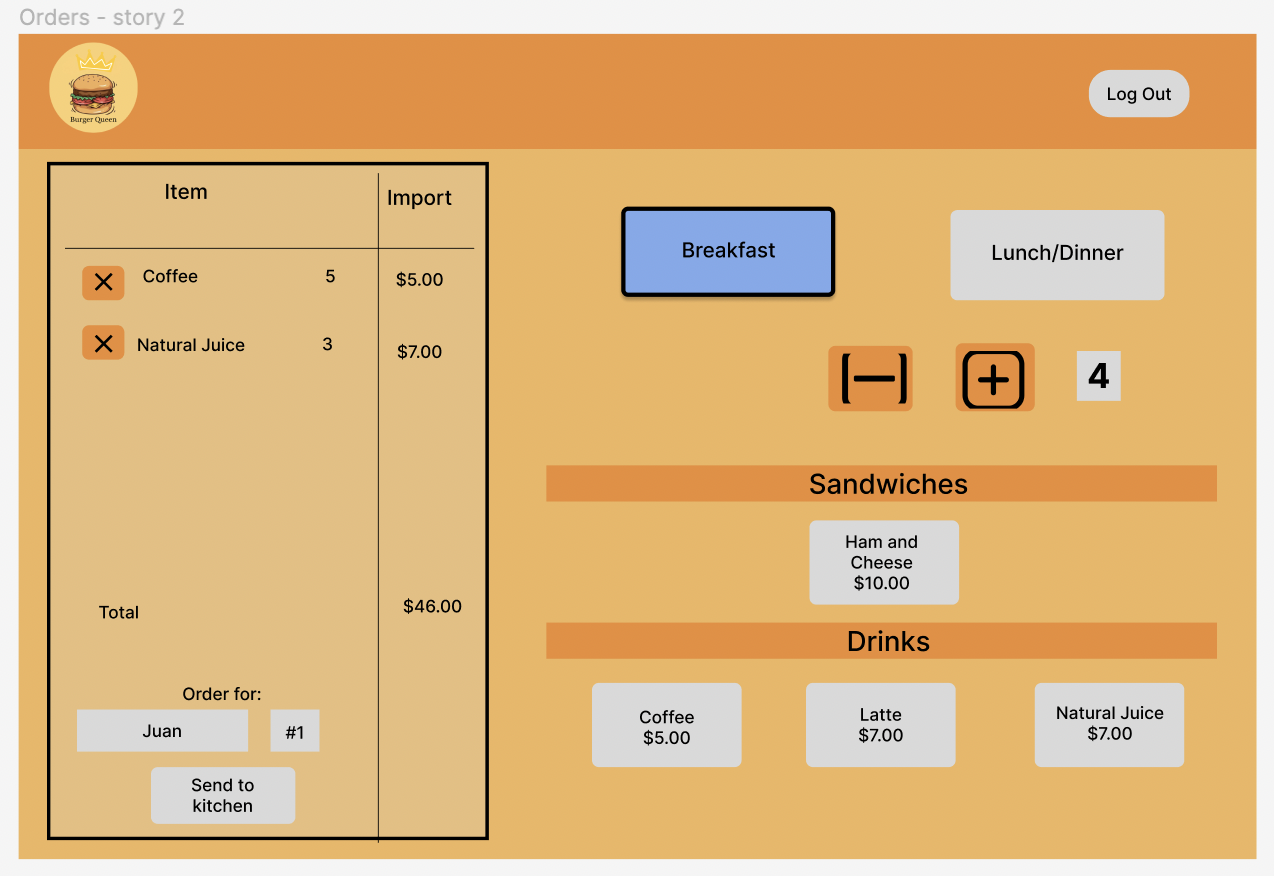 Orders - story 2
Burger Queen
Log Out
Item
Import
Coffee 5 $5.00
Natural Juice 3 $7.00
Total $46.00
Order for:
Juan #1
Send to
kitchen
Breakfast
Lunch/Dinner
4
Sandwiches
Ham and
Cheese
$10.00
Drinks
Coffee
$5.00
Latte
$7.00
Natural Juice
$7.00